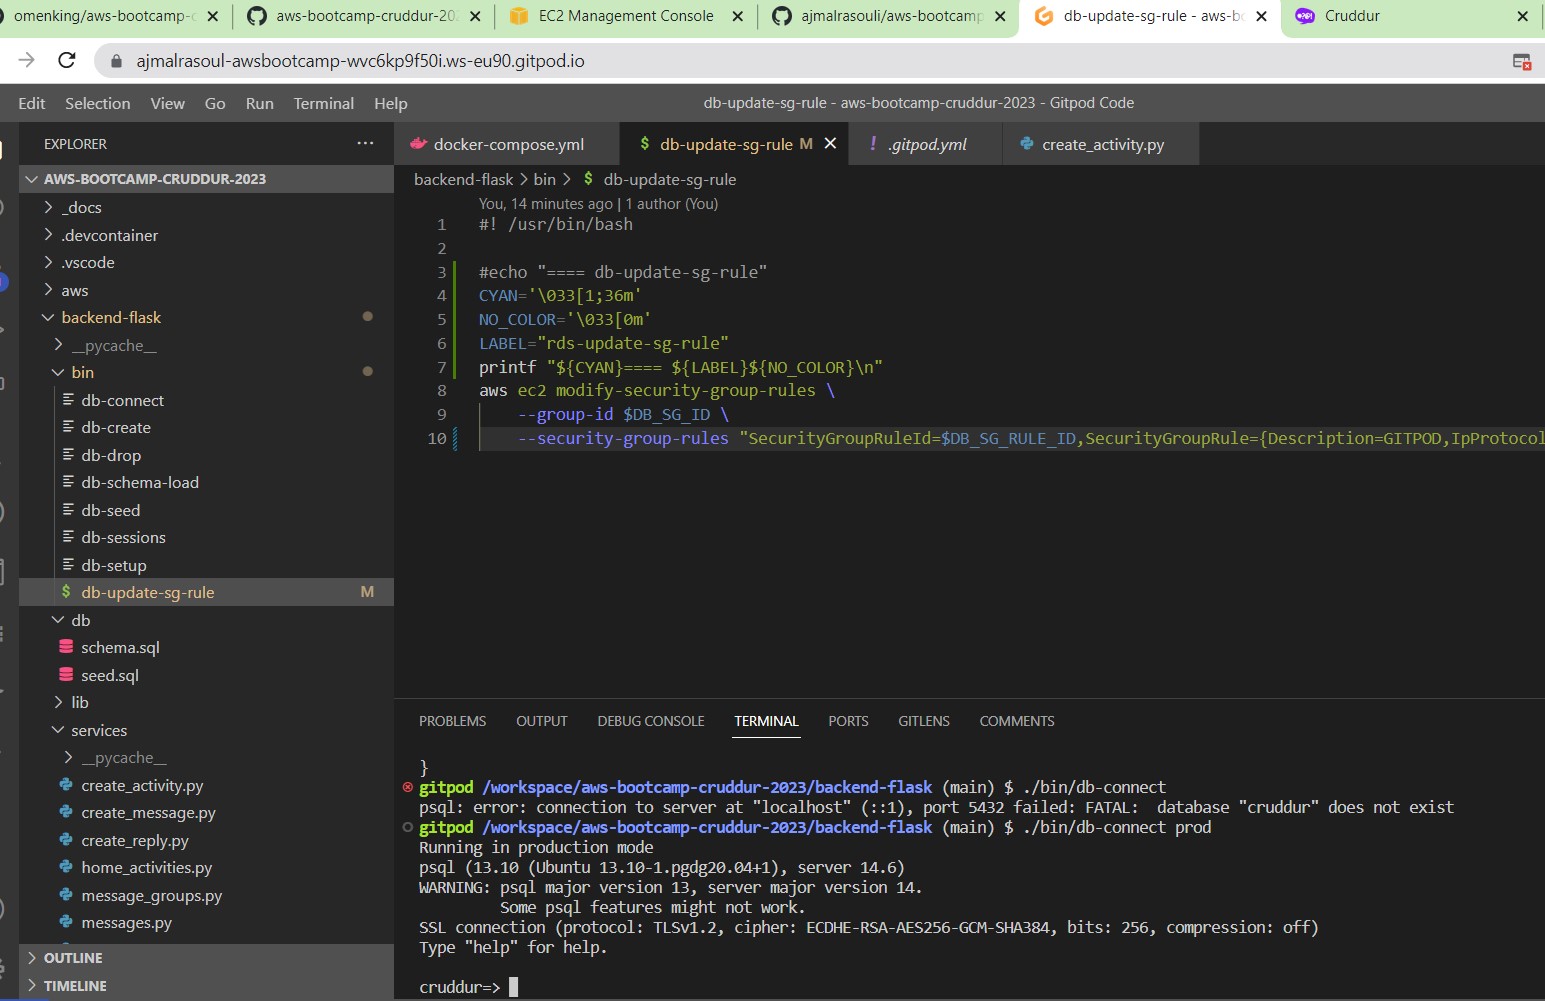 omenking/aws-bootcamp-c
aws-bootcamp-cruddur-20
EC2 Management Console
ajmalrasouli/aws-bootcamp
db-update-sg-rule - aws-bo
Cruddur
ajmalrasoul-awsbootcamp-wvc6kp9f50i.ws-eu90.gitpod.io
Edit Selection View Go Run Terminal Help
db-update-sg-rule - aws-bootcamp-cruddur-2023 - Gitpod Code
EXPLORER ···
AWS-BOOTCAMP-CRUDDUR-2023
_docs
.devcontainer
.vscode
aws
backend-flask
__pycache__
bin
db-connect
db-create
db-drop
db-schema-load
db-seed
db-sessions
db-setup
$ db-update-sg-rule M
db
schema.sql
seed.sql
lib
services
__pycache__
create_activity.py
create_message.py
create_reply.py
home_activities.py
message_groups.py
messages.py
OUTLINE
TIMELINE
docker-compose.yml
$ db-update-sg-rule M
! .gitpod.yml
create_activity.py
backend-flask > bin > $ db-update-sg-rule
You, 14 minutes ago | 1 author (You)
1 #! /usr/bin/bash
2
3 #echo "==== db-update-sg-rule"
4 CYAN='\033[1;36m'
5 NO_COLOR='\033[0m'
6 LABEL="rds-update-sg-rule"
7 printf "${CYAN}==== ${LABEL}${NO_COLOR}\n"
8 aws ec2 modify-security-group-rules \
9 --group-id $DB_SG_ID \
10 --security-group-rules "SecurityGroupRuleId=$DB_SG_RULE_ID,SecurityGroupRule={Description=GITPOD,IpProtocol
PROBLEMS OUTPUT DEBUG CONSOLE TERMINAL PORTS GITLENS COMMENTS
}
gitpod /workspace/aws-bootcamp-cruddur-2023/backend-flask (main) $ ./bin/db-connect
psql: error: connection to server at "localhost" (::1), port 5432 failed: FATAL:  database "cruddur" does not exist
gitpod /workspace/aws-bootcamp-cruddur-2023/backend-flask (main) $ ./bin/db-connect prod
Running in production mode
psql (13.10 (Ubuntu 13.10-1.pgdg20.04+1), server 14.6)
WARNING: psql major version 13, server major version 14.
Some psql features might not work.
SSL connection (protocol: TLSv1.2, cipher: ECDHE-RSA-AES256-GCM-SHA384, bits: 256, compression: off)
Type "help" for help.
cruddur=>